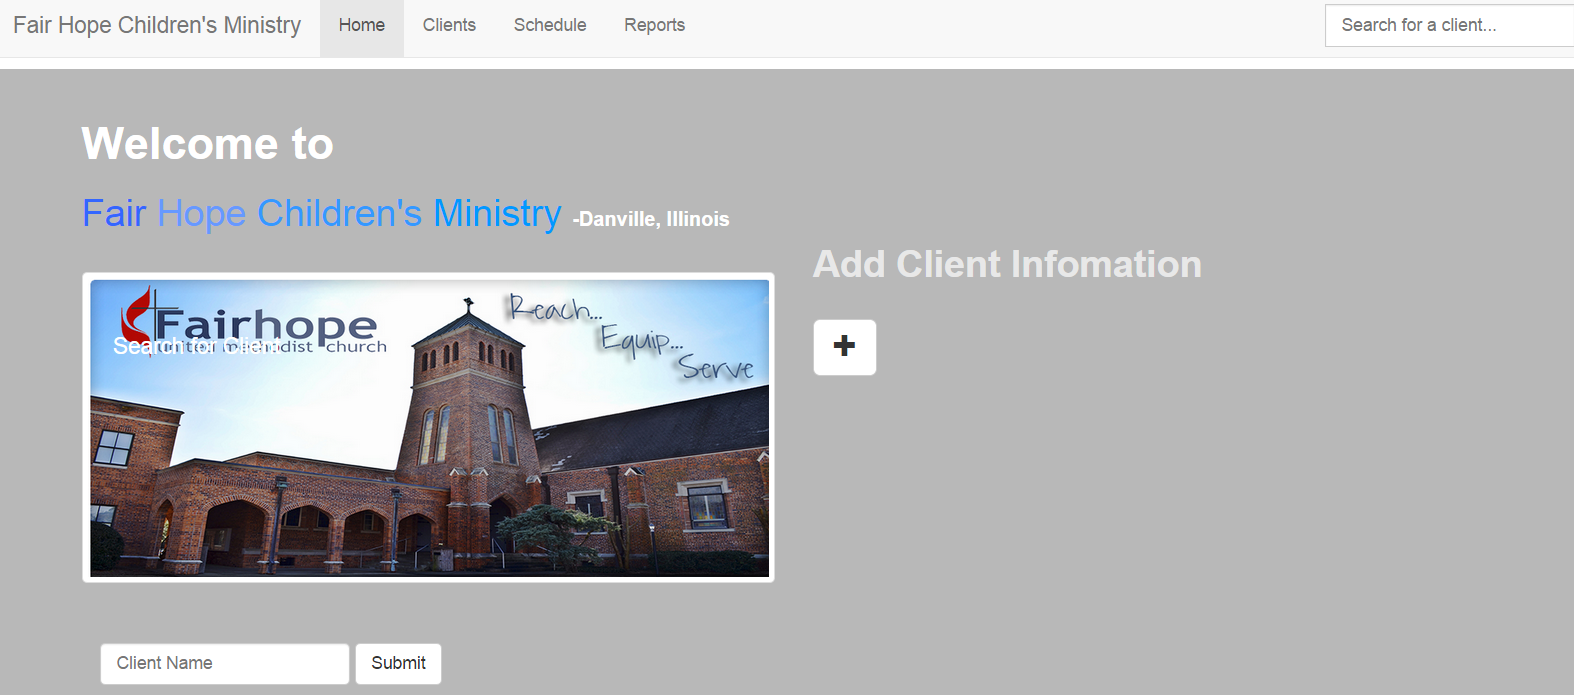 Fair Hope Children's Ministry Home Clients Schedule Reports Search for a client...
Welcome to
Fair Hope Children's Ministry -Danville, Illinois
Add Client Infomation
Fairhope
united methodist church
Search for Client
Reach...
Equip...
Serve
Client Name Submit